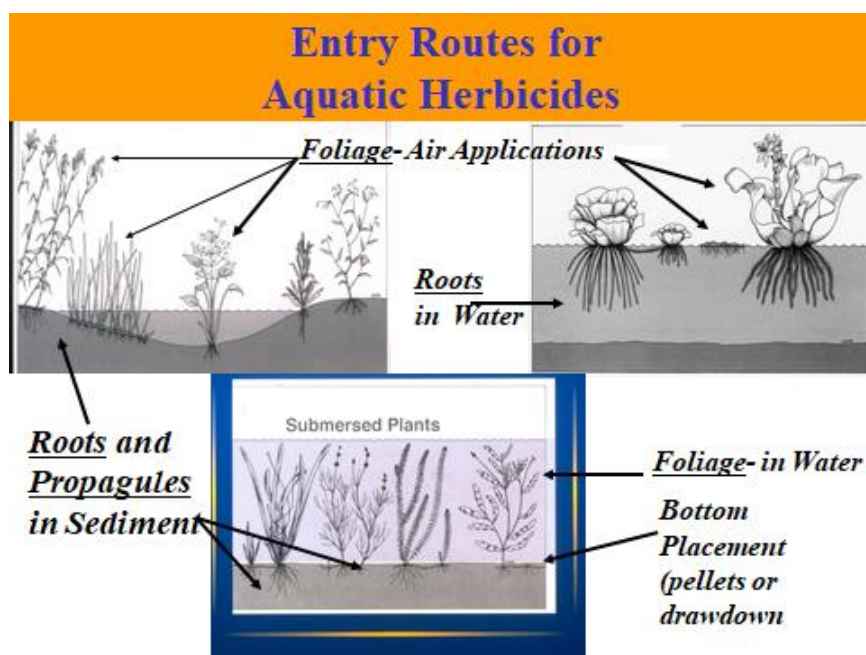 Entry Routes for
Aquatic Herbicides
Foliage- Air Applications
Roots
in Water
Submersed Plants
Roots and
Propagules
in Sediment
Foliage- in Water
Bottom
Placement
(pellets or
drawdown